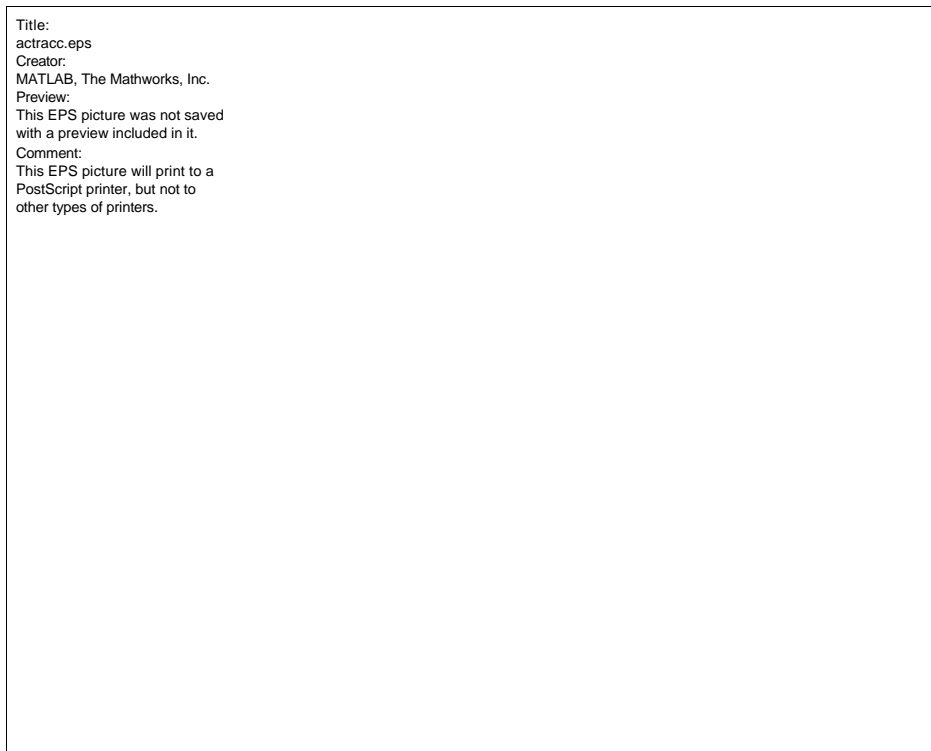 Title:
actracc.eps
Creator:
MATLAB, The Mathworks, Inc.
Preview:
This EPS picture was not saved
with a preview included in it.
Comment:
This EPS picture will print to a
PostScript printer, but not to
other types of printers.